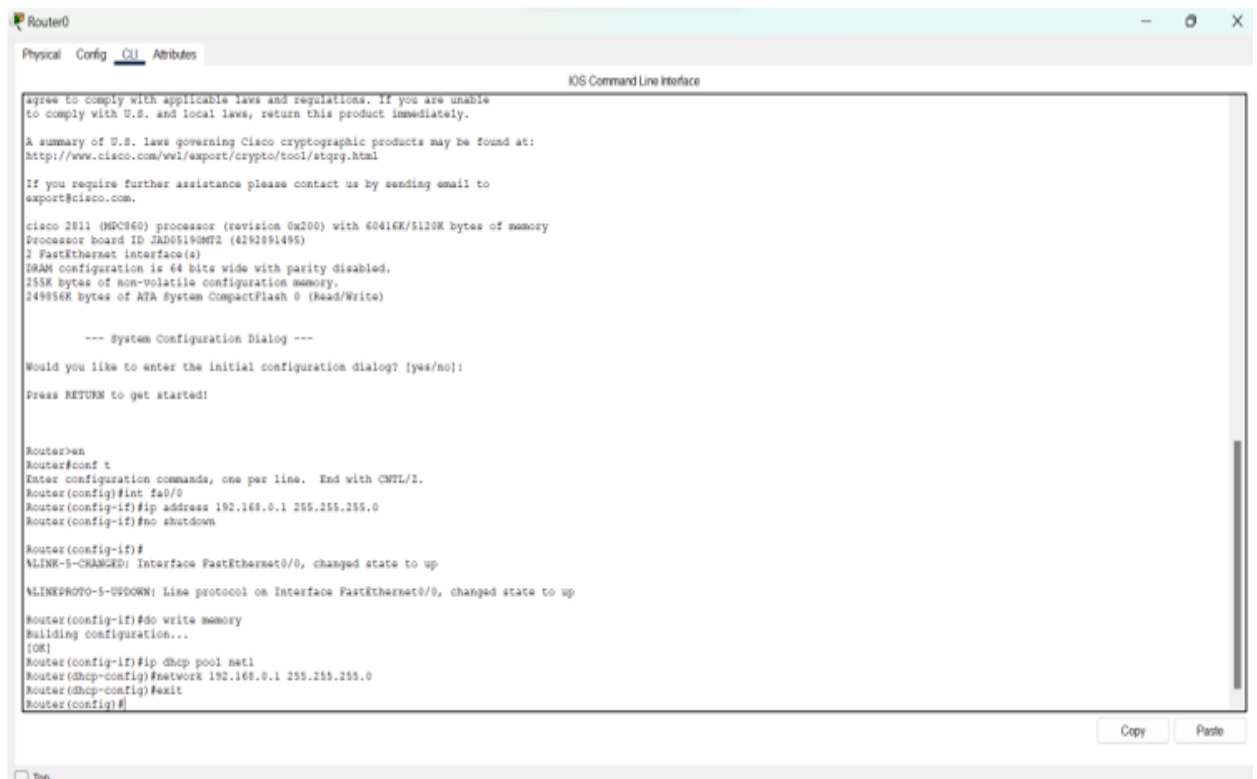 Router0
Physical Config CLI Attributes
IOS Command Line Interface
agree to comply with applicable laws and regulations. If you are unable
to comply with U.S. and local laws, return this product immediately.
A summary of U.S. laws governing Cisco cryptographic products may be found at:
http://www.cisco.com/wwl/export/crypto/tool/stqrg.html
If you require further assistance please contact us by sending email to
export@cisco.com.
cisco 2811 (MPC860) processor (revision 0x200) with 60416K/5120K bytes of memory
Processor board ID JAD05190MTZ (4292891495)
2 FastEthernet interface(s)
DRAM configuration is 64 bits wide with parity disabled.
255K bytes of non-volatile configuration memory.
249856K bytes of ATA System CompactFlash 0 (Read/Write)
--- System Configuration Dialog ---
Would you like to enter the initial configuration dialog? [yes/no]:
Press RETURN to get started!
Router>en
Router#conf t
Enter configuration commands, one per line. End with CNTL/Z.
Router(config)#int fa0/0
Router(config-if)#ip address 192.168.0.1 255.255.255.0
Router(config-if)#no shutdown
Router(config-if)#
%LINK-5-CHANGED: Interface FastEthernet0/0, changed state to up
%LINEPROTO-5-UPDOWN: Line protocol on Interface FastEthernet0/0, changed state to up
Router(config-if)#do write memory
Building configuration...
[OK]
Router(config-if)#ip dhcp pool net1
Router(dhcp-config)#network 192.168.0.1 255.255.255.0
Router(dhcp-config)#exit
Router(config)#
Copy Paste
Top